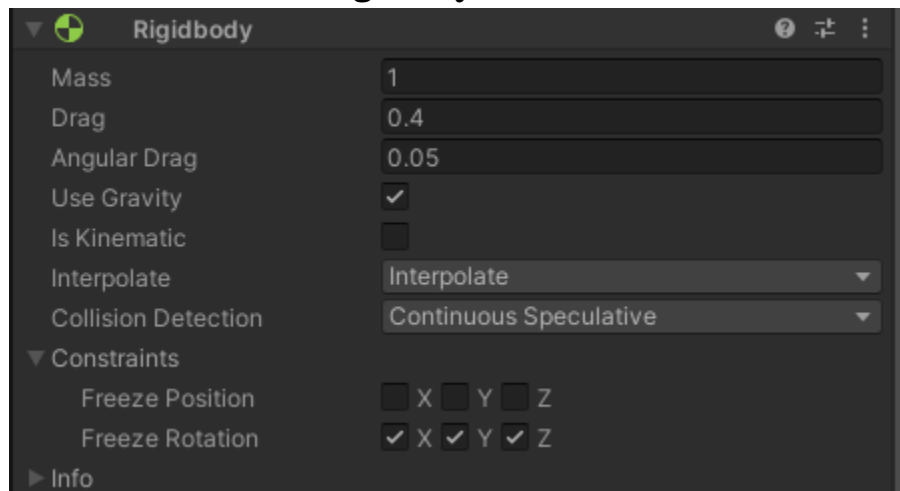 Rigidbody
Mass 1
Drag 0.4
Angular Drag 0.05
Use Gravity
Is Kinematic
Interpolate Interpolate
Collision Detection Continuous Speculative
Constraints
Freeze Position X Y Z
Freeze Rotation X Y Z
Info